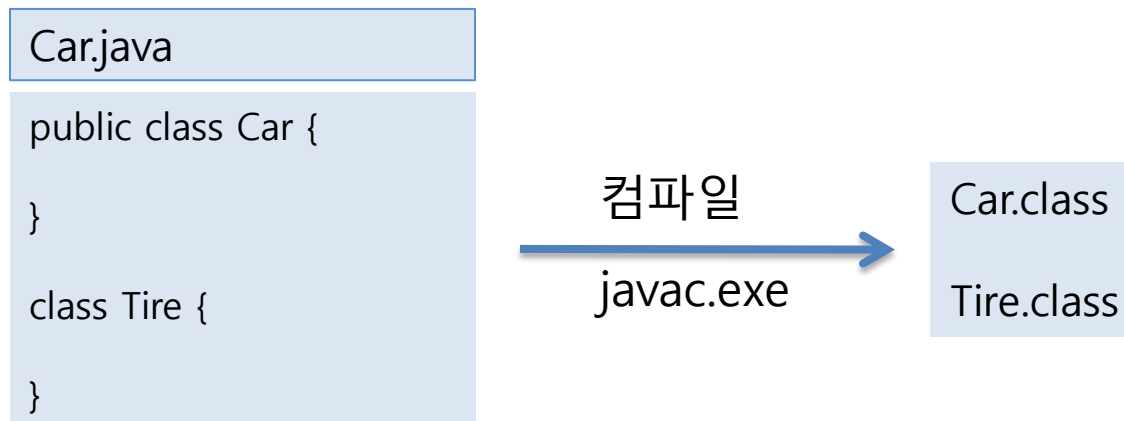 Car.java
public class Car {
}
class Tire {
}
컴파일
javac.exe
Car.class
Tire.class